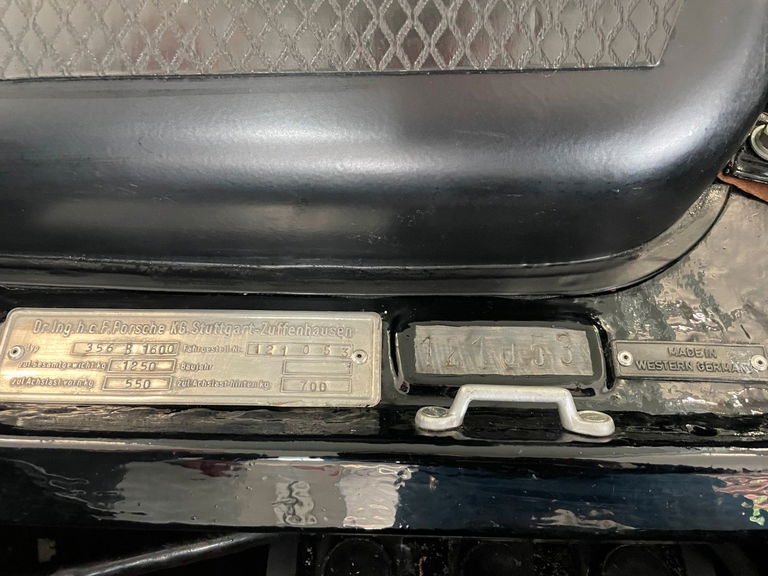 Dr. Ing. h.c. F. Porsche KG. Stuttgart-Zuffenhausen
Typ 356 B 1600 Fahrgestell-Nr. 121053
zul. Gesamtgewicht kg 1250 Baujahr
zul. Achslast vorn kg 550 zul. Achslast hinten kg 700
121053
MADE IN
WESTERN GERMANY